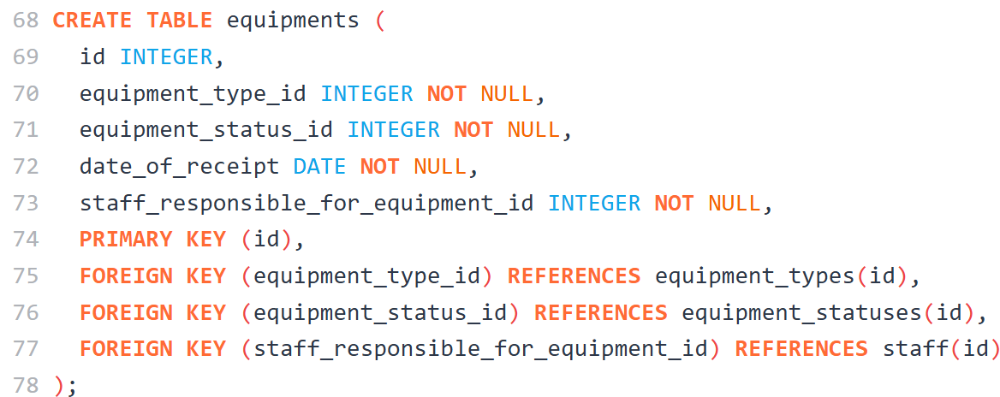 68 CREATE TABLE equipments (
69   id INTEGER,
70   equipment_type_id INTEGER NOT NULL,
71   equipment_status_id INTEGER NOT NULL,
72   date_of_receipt DATE NOT NULL,
73   staff_responsible_for_equipment_id INTEGER NOT NULL,
74   PRIMARY KEY (id),
75   FOREIGN KEY (equipment_type_id) REFERENCES equipment_types(id),
76   FOREIGN KEY (equipment_status_id) REFERENCES equipment_statuses(id),
77   FOREIGN KEY (staff_responsible_for_equipment_id) REFERENCES staff(id)
78 );